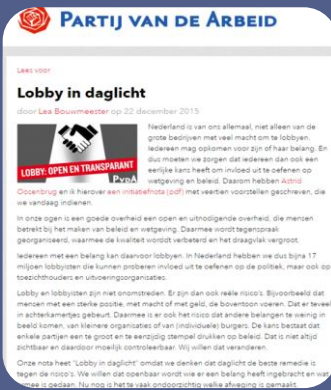 PARTIJ VAN DE ARBEID
Lees voor
Lobby in daglicht
door Lea Bouwmeester op 22 december 2015
LOBBY: OPEN EN TRANSPARANT
PvdA
Nederland is van ons allemaal, niet alleen van de
grote bedrijven met veel macht om te lobbyen.
Iedereen mag opkomen voor zijn of haar belang. En
dus moeten we zorgen dat iedereen dan ook een
eerlijke kans heeft om invloed uit te oefenen op
wetgeving en beleid. Daarom hebben Astrid
Oosenbrug en ik hierover een initiatiefnota (pdf) met veertien voorstellen geschreven, die
we vandaag indienen.
In onze ogen is een goede overheid een open en uitnodigende overheid, die mensen
betrekt bij het maken van beleid en wetgeving. Daarmee wordt tegenspraak
georganiseerd, waarmee de kwaliteit wordt verbeterd en het draagvlak vergroot.
Iedereen met een belang kan daarvoor lobbyen. In Nederland hebben we dus bijna 17
miljoen lobbyisten die kunnen proberen invloed uit te oefenen op de politiek, maar ook op
toezichthouders en uitvoeringsorganisaties.
Lobby en lobbyisten zijn niet onomstreden. Er zijn dan ook reële risico's. Bijvoorbeeld dat
mensen met een sterke positie, met macht of met geld, de boventoon voeren. Dat er teveel
in achterkamertjes gebeurt. Daarmee is er ook het risico dat andere belangen te weinig in
beeld komen, van kleinere organisaties of van (individuele) burgers. De kans bestaat dat
enkele partijen een te groot en te eenzijdig stempel drukken op beleid. Dat is niet altijd
zichtbaar en daardoor moeilijk controleerbaar. Wij willen dat veranderen.
Onze nota heet "Lobby in daglicht" omdat we denken dat daglicht de beste remedie is
tegen de risico's. We willen dat openbaar wordt wie er een belang heeft ingebracht en wat
ermee is gedaan. Nu nog is het te vaak ondoorzichtig welke afweging is gemaakt